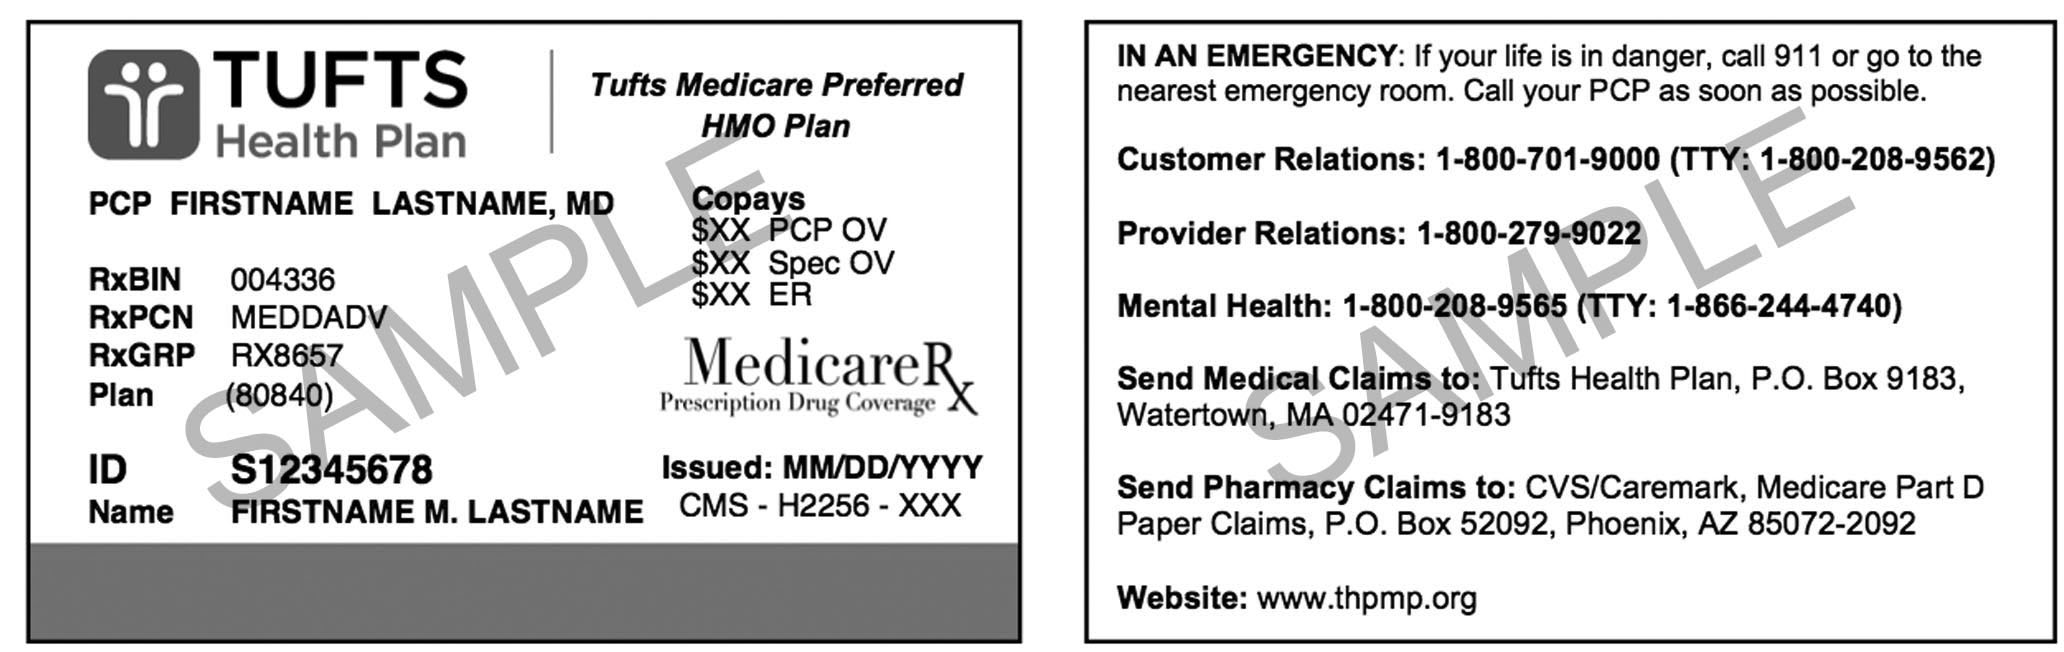 TUFTS
Health Plan
Tufts Medicare Preferred
HMO Plan
PCP FIRSTNAME LASTNAME, MD
Copays
$XX PCP OV
$XX Spec OV
$XX ER
RxBIN 004336
RxPCN MEDDADV
RxGRP RX8657
Plan (80840)
MedicareRx
Prescription Drug Coverage
ID S12345678
Name FIRSTNAME M. LASTNAME
Issued: MM/DD/YYYY
CMS - H2256 - XXX
SAMPLE
IN AN EMERGENCY: If your life is in danger, call 911 or go to the
nearest emergency room. Call your PCP as soon as possible.
Customer Relations: 1-800-701-9000 (TTY: 1-800-208-9562)
Provider Relations: 1-800-279-9022
Mental Health: 1-800-208-9565 (TTY: 1-866-244-4740)
Send Medical Claims to: Tufts Health Plan, P.O. Box 9183,
Watertown, MA 02471-9183
Send Pharmacy Claims to: CVS/Caremark, Medicare Part D
Paper Claims, P.O. Box 52092, Phoenix, AZ 85072-2092
Website: www.thpmp.org
SAMPLE